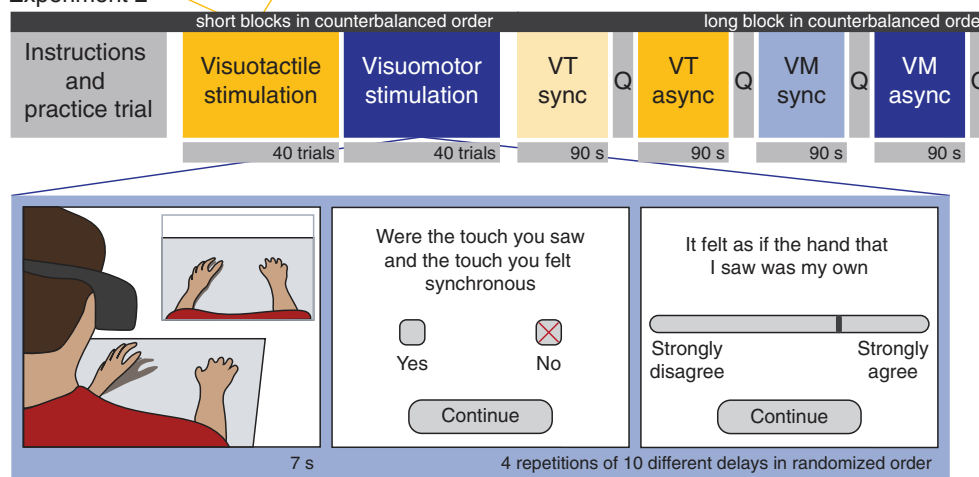 Experiment 2
short blocks in counterbalanced order
long block in counterbalanced orde
Instructions
and
practice trial
Visuotactile
stimulation
Visuomotor
stimulation
VT
sync
Q
VT
async
Q
VM
sync
Q
VM
async
40 trials
40 trials
90 s
90 s
90 s
90 s
Were the touch you saw
and the touch you felt
synchronous
Yes
No
Continue
It felt as if the hand that
I saw was my own
Strongly
disagree
Strongly
agree
Continue
7 s
4 repetitions of 10 different delays in randomized order